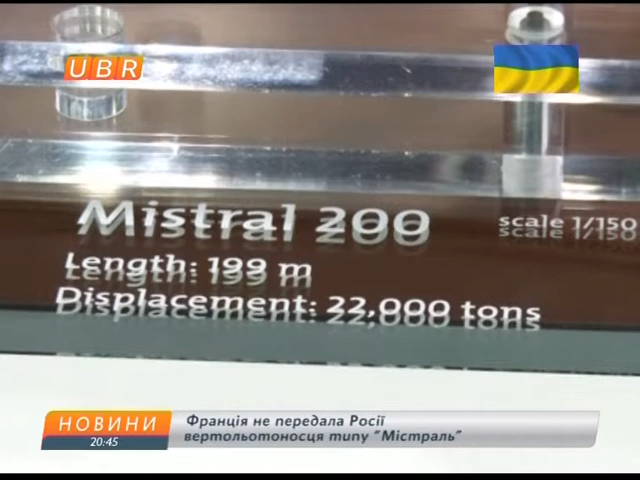 UBR
Mistral 200
scale 1/150
Length: 199 m
Displacement: 22,000 tons
НОВИНИ
20:45
Франція не передала Росії
вертольотоносця типу "Містраль"